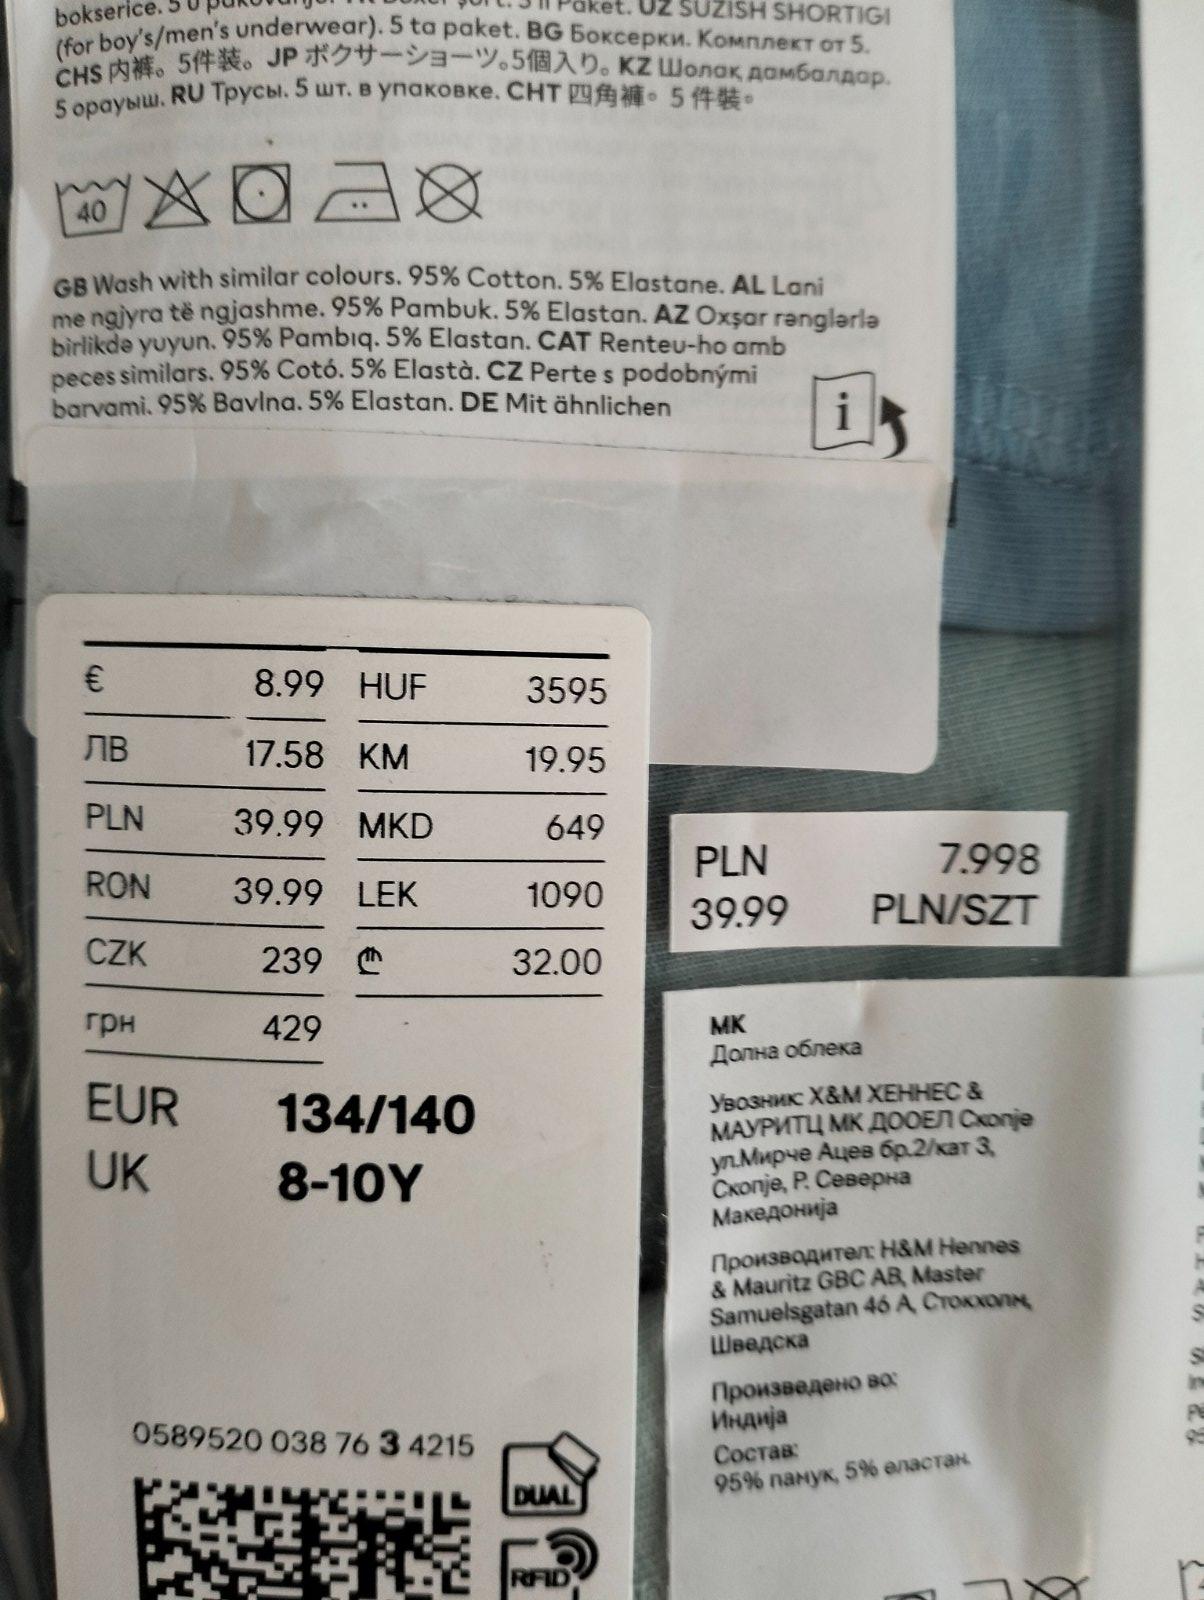 bokserice. 5 u pakovanju.
Paket. UZ SUZISH SHORTIGI
(for boy's/men's underwear). 5 ta paket. BG Боксерки. Комплект от 5.
CHS 内裤。5件装。JP ボクサーショーツ。5個入り。KZ Шолақ дамбалдар.
5 орауыш. RU Трусы. 5 шт. в упаковке. CHT 四角褲。5 件裝。
40
GB Wash with similar colours. 95% Cotton. 5% Elastane. AL Lani
me ngjyra të ngjashme. 95% Pambuk. 5% Elastan. AZ Oxşar rənglərlə
birlikdə yuyun. 95% Pambıq. 5% Elastan. CAT Renteu-ho amb
peces similars. 95% Cotó. 5% Elastà. CZ Perte s podobnými
barvami. 95% Bavlna. 5% Elastan. DE Mit ähnlichen
i
€ 8.99 HUF 3595
ЛВ 17.58 KM 19.95
PLN 39.99 MKD 649
RON 39.99 LEK 1090
CZK 239 ₾ 32.00
грн 429
EUR 134/140
UK 8-10Y
0589520 038 76 3 4215
DUAL
RFID
PLN 7.998
39.99 PLN/SZT
МК
Долна облека
Увозник: Х&М ХЕННЕС &
МАУРИТЦ МК ДООЕЛ Скопје
ул.Мирче Ацев бр.2/кат 3,
Скопје, Р. Северна
Македонија
Производител: H&M Hennes
& Mauritz GBC AB, Master
Samuelsgatan 46 A, Стокхолм,
Шведска
Произведено во:
Индија
Состав:
95% памук, 5% еластан.